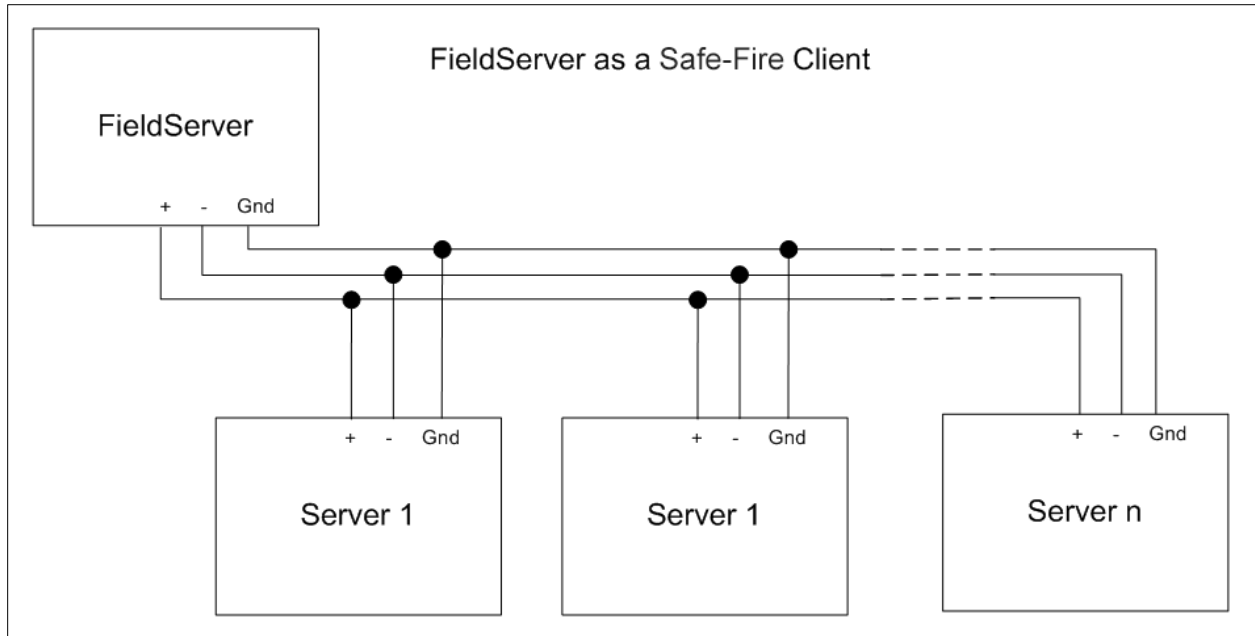 FieldServer as a Safe-Fire Client
FieldServer
+ - Gnd
+ - Gnd
Server 1
+ - Gnd
Server 1
+ - Gnd
Server n